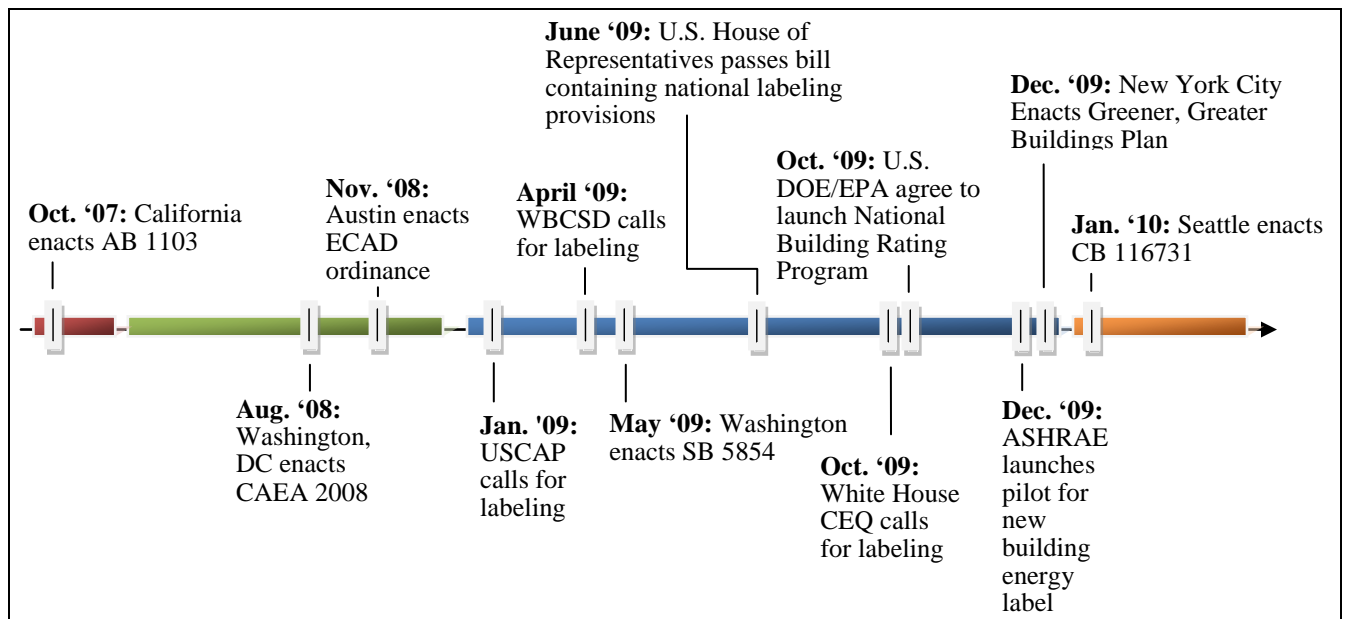 June ‘09: U.S. House of
Representatives passes bill
containing national labeling
provisions
Dec. ‘09: New York City
Enacts Greener, Greater
Buildings Plan
Oct. ‘09: U.S.
DOE/EPA agree to
launch National
Building Rating
Program
Nov. ‘08:
Austin enacts
ECAD
ordinance
April ‘09:
WBCSD calls
for labeling
Oct. ‘07: California
enacts AB 1103
Jan. ‘10: Seattle enacts
CB 116731
Aug. ‘08:
Washington,
DC enacts
CAEA 2008
Jan. '09:
USCAP
calls for
labeling
May ‘09: Washington
enacts SB 5854
Oct. ‘09:
White House
CEQ calls
for labeling
Dec. ‘09:
ASHRAE
launches
pilot for
new
building
energy
label